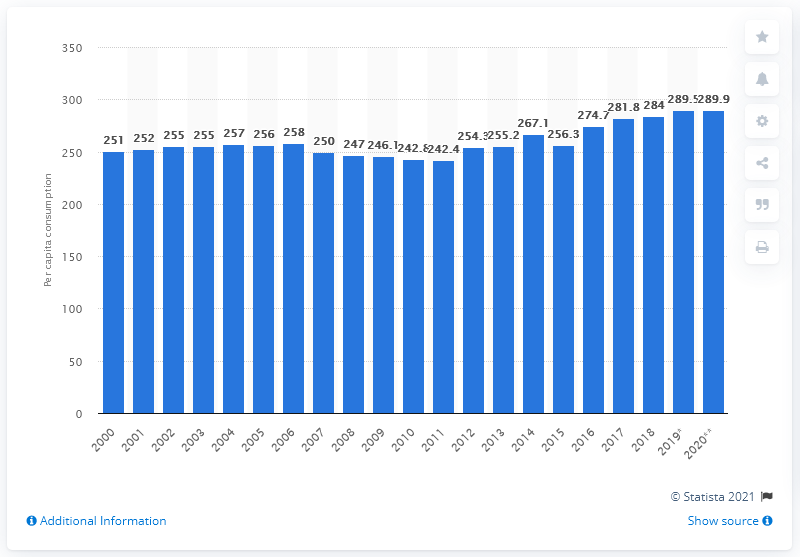 350
300
250
200
150
100
50
0
Per capita consumption
251 252 255 255 257 256 258 250 247 246.1 242.8 242.4 254.3 255.2 267.1 256.3 274.7 281.8 284 289.5 289.9
2000 2001 2002 2003 2004 2005 2006 2007 2008 2009 2010 2011 2012 2013 2014 2015 2016 2017 2018 2019* 2020**
© Statista 2021
Additional Information
Show source